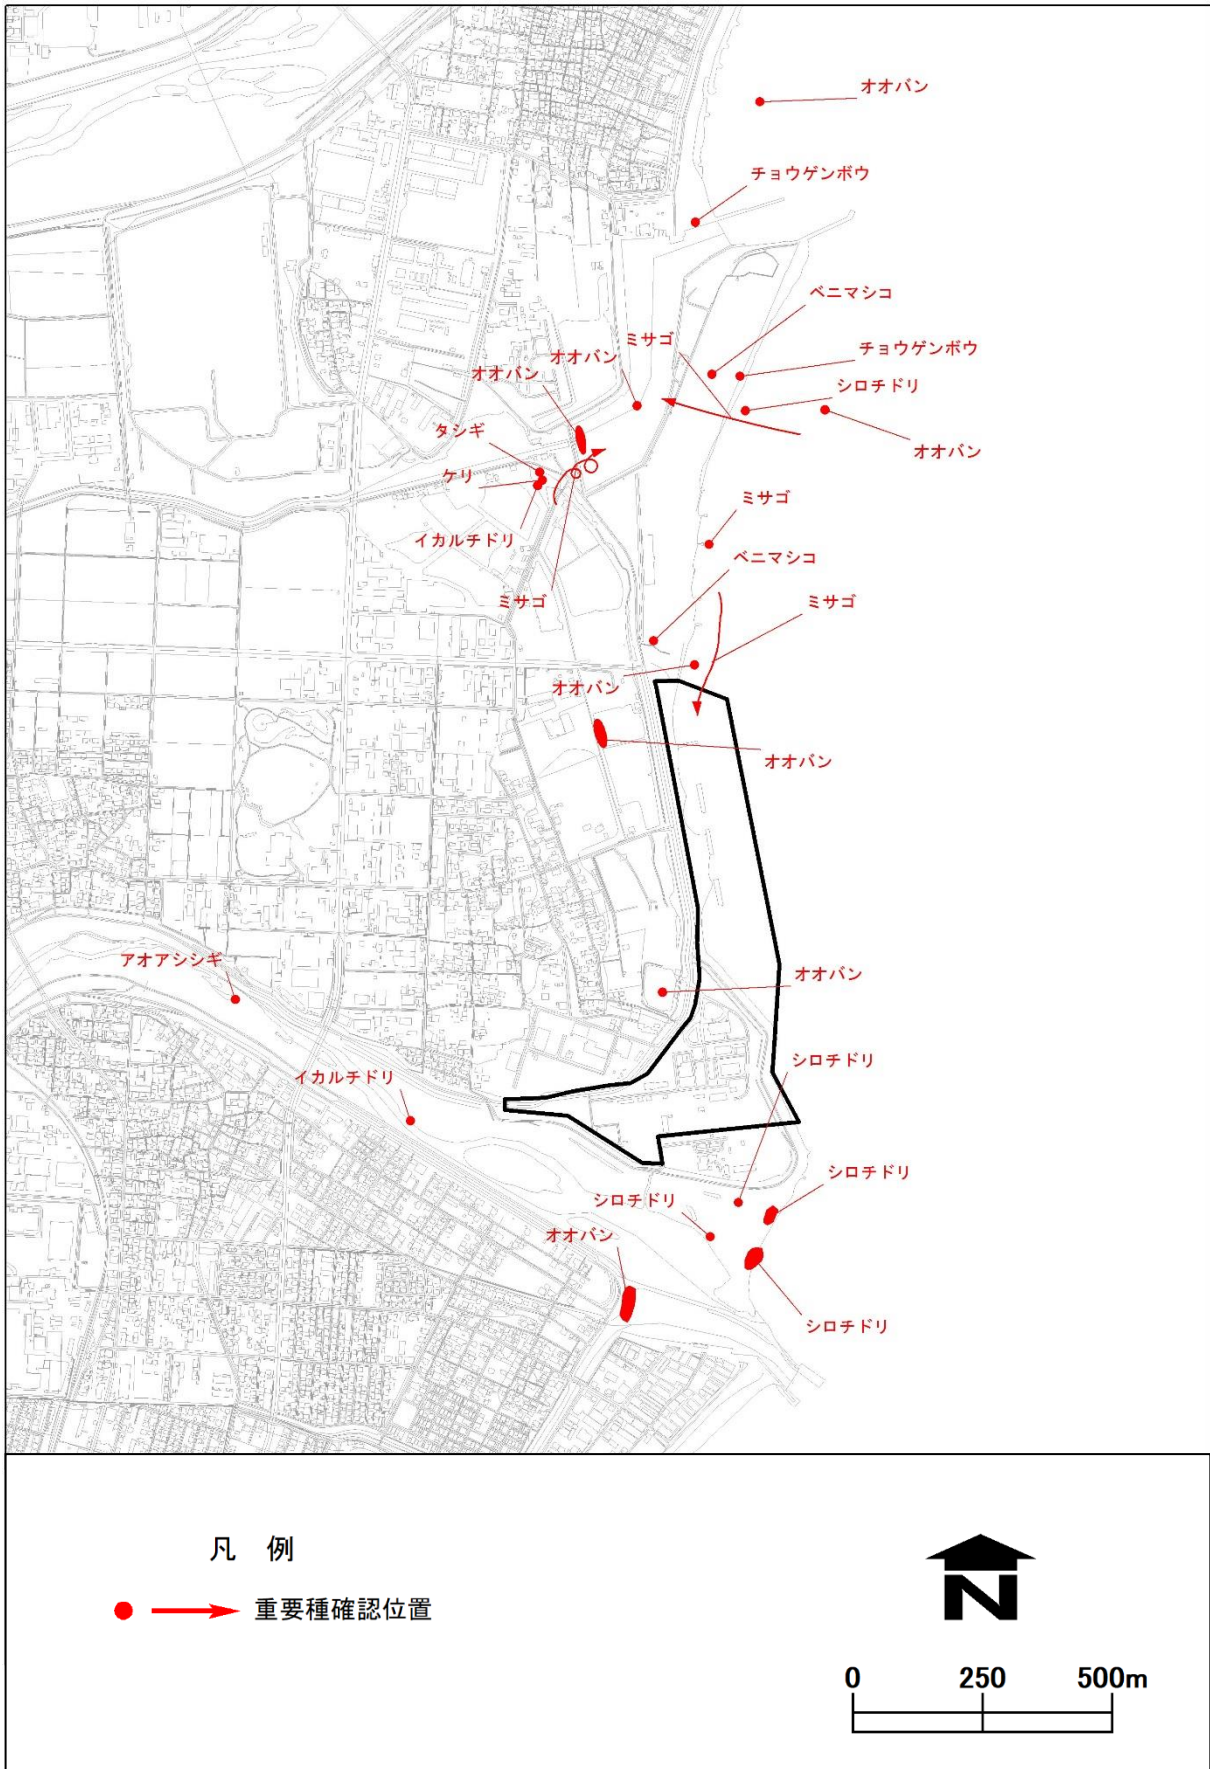 オオバン
チョウゲンボウ
ベニマシコ
ミサゴ
チョウゲンボウ
オオバン
オオバン
シロチドリ
タシギ
オオバン
ケリ
ミサゴ
イカルチドリ
ベニマシコ
ミサゴ
ミサゴ
オオバン
オオバン
アオアシシギ
オオバン
シロチドリ
イカルチドリ
シロチドリ
シロチドリ
オオバン
シロチドリ
凡 例
重要種確認位置
N
0 250 500m